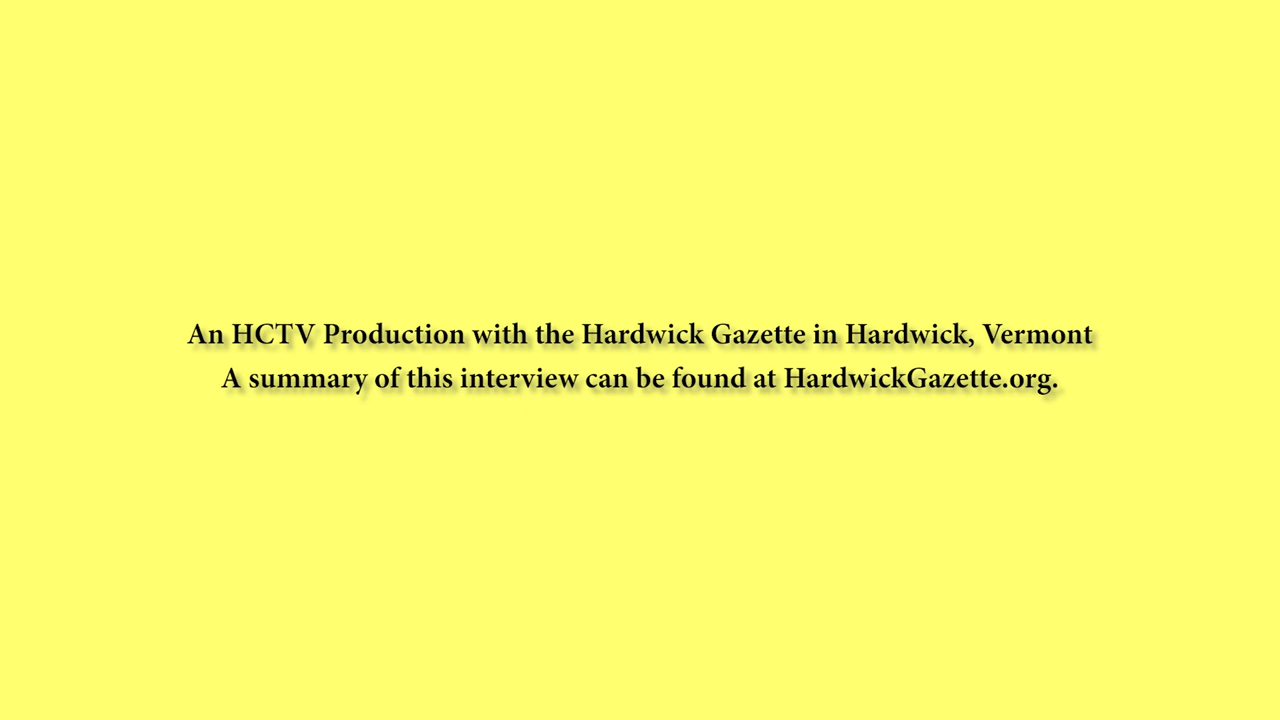 An HCTV Production with the Hardwick Gazette in Hardwick, Vermont
A summary of this interview can be found at HardwickGazette.org.